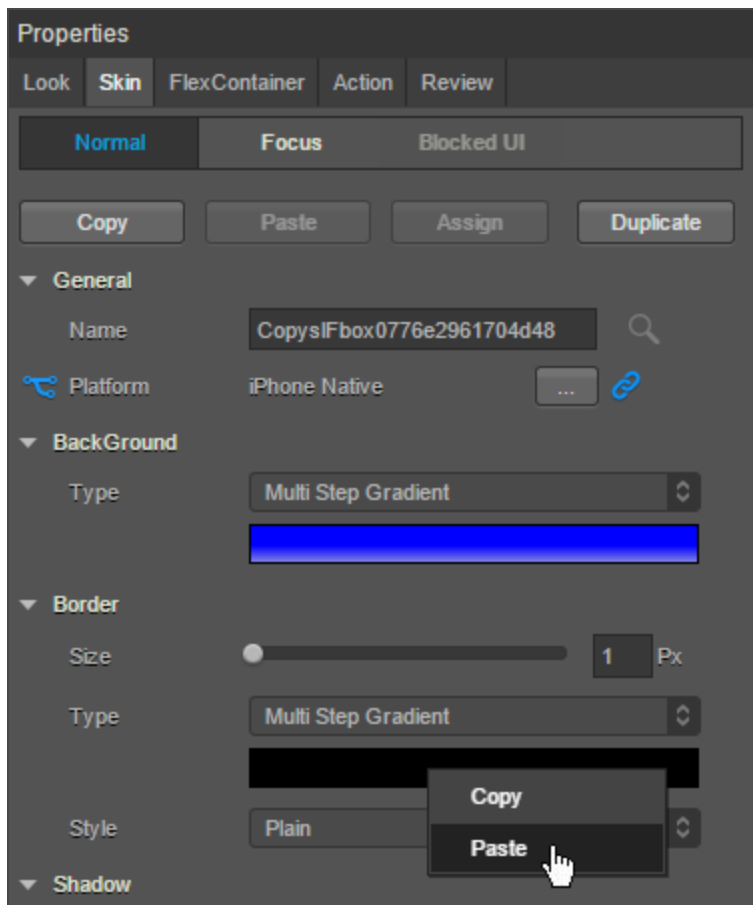 Properties
Look Skin FlexContainer Action Review
Normal Focus Blocked UI
Copy Paste Assign Duplicate
General
Name CopyslFbox0776e2961704d48
Platform iPhone Native ...
BackGround
Type Multi Step Gradient
Border
Size 1 Px
Type Multi Step Gradient
Copy
Style Plain
Paste
Shadow